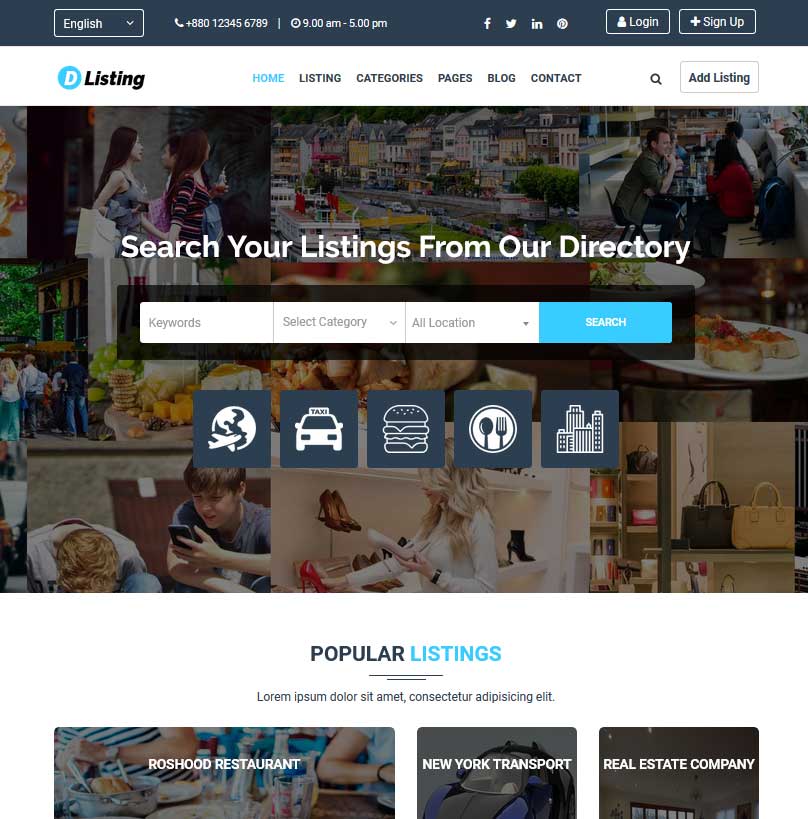 English
+880 12345 6789 | 9.00 am - 5.00 pm
Login
Sign Up
D Listing
HOME LISTING CATEGORIES PAGES BLOG CONTACT
Add Listing
Search Your Listings From Our Directory
Keywords
Select Category
All Location
SEARCH
TAXI
POPULAR LISTINGS
Lorem ipsum dolor sit amet, consectetur adipisicing elit.
ROSHOOD RESTAURANT
NEW YORK TRANSPORT
REAL ESTATE COMPANY